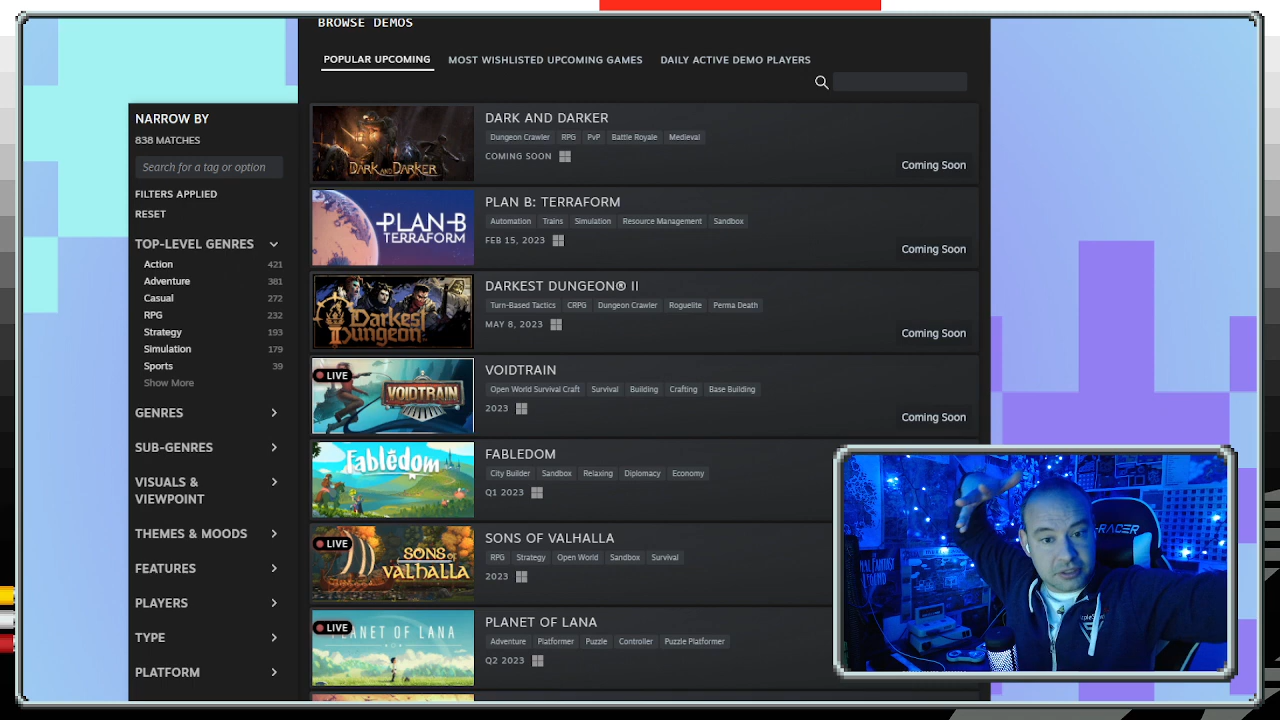 BROWSE DEMOS
POPULAR UPCOMING
MOST WISHLISTED UPCOMING GAMES
DAILY ACTIVE DEMO PLAYERS
NARROW BY
838 MATCHES
Search for a tag or option
FILTERS APPLIED
RESET
TOP-LEVEL GENRES
Action 421
Adventure 381
Casual 272
RPG 232
Strategy 193
Simulation 179
Sports 39
Show More
GENRES
SUB-GENRES
VISUALS &
VIEWPOINT
THEMES & MOODS
FEATURES
PLAYERS
TYPE
PLATFORM
DARK AND DARKER
DARK AND DARKER
Dungeon Crawler RPG PvP Battle Royale Medieval
COMING SOON
Coming Soon
PLAN B
TERRAFORM
PLAN B: TERRAFORM
Automation Trains Simulation Resource Management Sandbox
FEB 15, 2023
Coming Soon
Darkest
Dungeon
DARKEST DUNGEON® II
Turn-Based Tactics CRPG Dungeon Crawler Roguelite Perma Death
MAY 8, 2023
Coming Soon
LIVE
VOIDTRAIN
VOIDTRAIN
Open World Survival Craft Survival Building Crafting Base Building
2023
Coming Soon
Fabledom
FABLEDOM
City Builder Sandbox Relaxing Diplomacy Economy
Q1 2023
LIVE
SONS OF
VALHALLA
SONS OF VALHALLA
RPG Strategy Open World Sandbox Survival
2023
LIVE
PLANET OF LANA
PLANET OF LANA
Adventure Platformer Puzzle Controller Puzzle Platformer
Q2 2023
-RACER